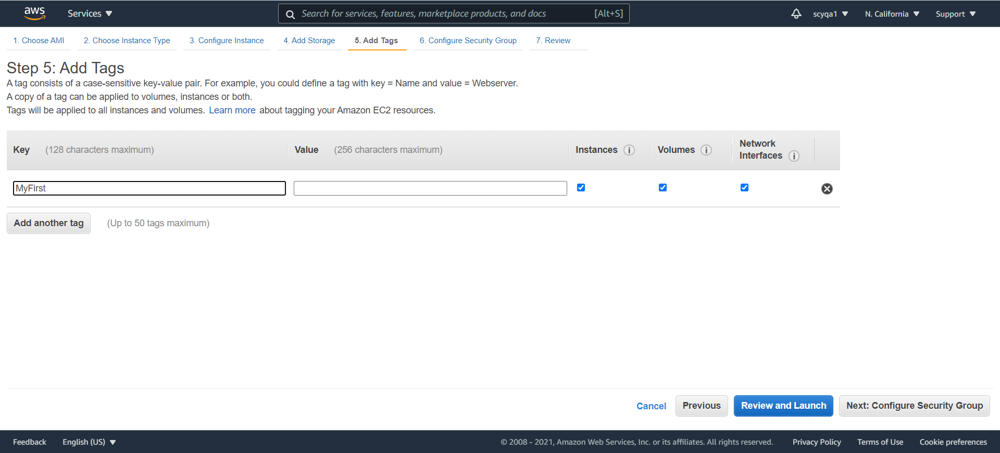 aws
Services
Search for services, features, marketplace products, and docs [Alt+S]
scyqa1
N. California
Support
1. Choose AMI
2. Choose Instance Type
3. Configure Instance
4. Add Storage
5. Add Tags
6. Configure Security Group
7. Review
Step 5: Add Tags
A tag consists of a case-sensitive key-value pair. For example, you could define a tag with key = Name and value = Webserver.
A copy of a tag can be applied to volumes, instances or both.
Tags will be applied to all instances and volumes. Learn more about tagging your Amazon EC2 resources.
Key (128 characters maximum)
Value (256 characters maximum)
Instances
Volumes
Network
Interfaces
MyFirst
Add another tag
(Up to 50 tags maximum)
Cancel
Previous
Review and Launch
Next: Configure Security Group
Feedback
English (US)
© 2008 - 2021, Amazon Web Services, Inc. or its affiliates. All rights reserved.
Privacy Policy
Terms of Use
Cookie preferences